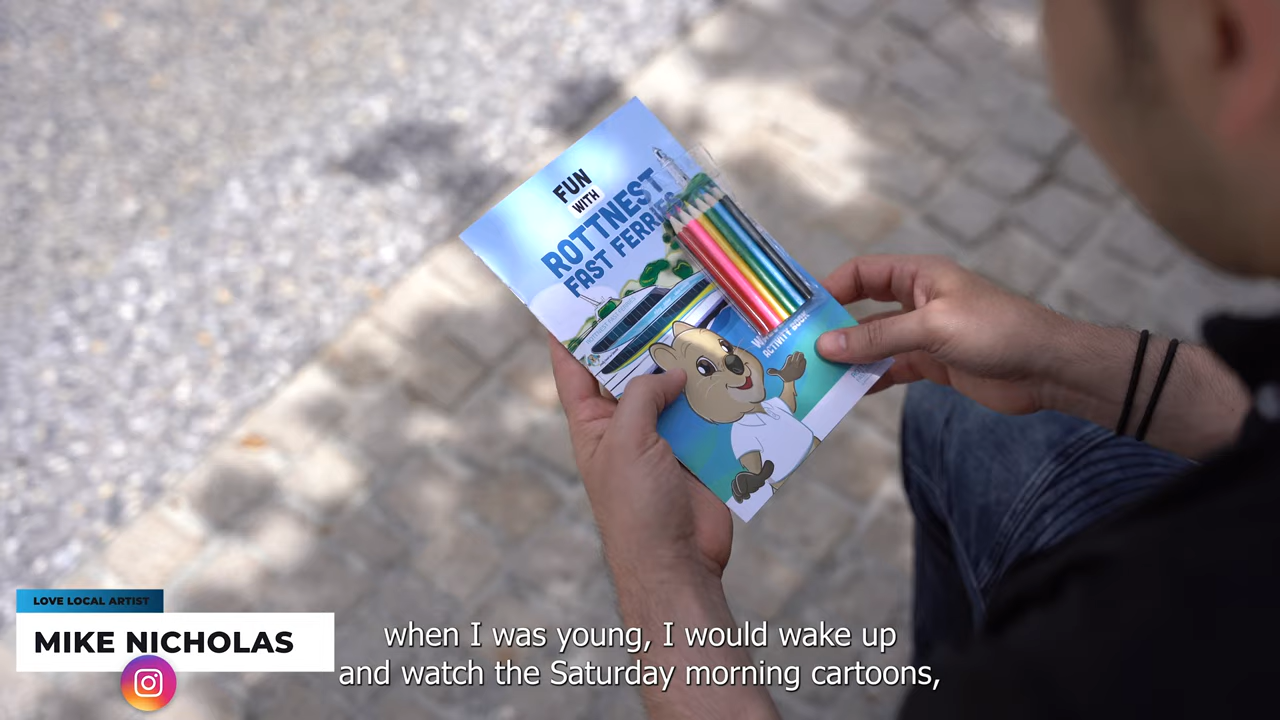 FUN
WITH
ROTTNEST
FAST FERRIES
ACTIVITY BOOK
LOVE LOCAL ARTIST
MIKE NICHOLAS
when I was young, I would wake up
and watch the Saturday morning cartoons,